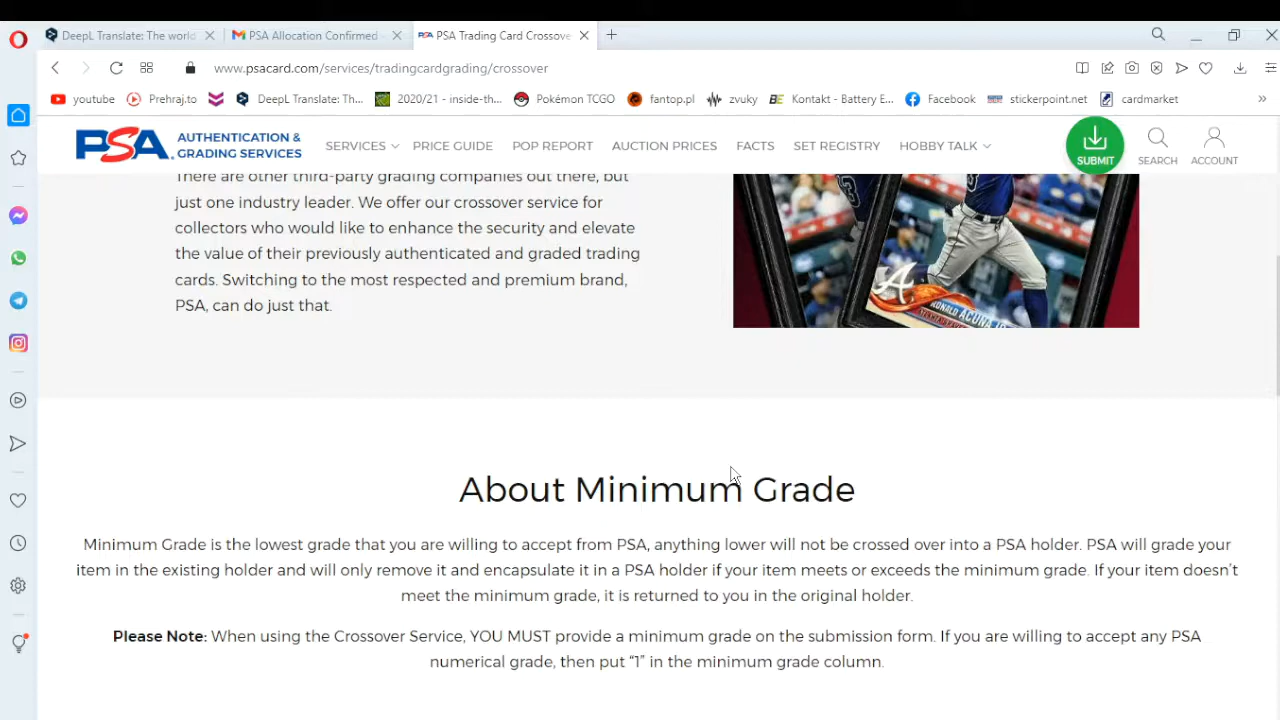 DeepL Translate: The world
PSA Allocation Confirmed
PSA Trading Card Crossove
www.psacard.com/services/tradingcardgrading/crossover
youtube
Prehraj.to
DeepL Translate: Th...
2020/21 - inside-th...
Pokémon TCGO
fantop.pl
zvuky
BE
Kontakt - Battery E...
Facebook
stickerpoint.net
cardmarket
PSA
AUTHENTICATION &
GRADING SERVICES
SERVICES
PRICE GUIDE
POP REPORT
AUCTION PRICES
FACTS
SET REGISTRY
HOBBY TALK
SUBMIT
SEARCH
ACCOUNT
There are other third-party grading companies out there, but
just one industry leader. We offer our crossover service for
collectors who would like to enhance the security and elevate
the value of their previously authenticated and graded trading
cards. Switching to the most respected and premium brand,
PSA, can do just that.
RONALD ACUÑA JR
About Minimum Grade
Minimum Grade is the lowest grade that you are willing to accept from PSA, anything lower will not be crossed over into a PSA holder. PSA will grade your
item in the existing holder and will only remove it and encapsulate it in a PSA holder if your item meets or exceeds the minimum grade. If your item doesn't
meet the minimum grade, it is returned to you in the original holder.
Please Note: When using the Crossover Service, YOU MUST provide a minimum grade on the submission form. If you are willing to accept any PSA
numerical grade, then put “1” in the minimum grade column.